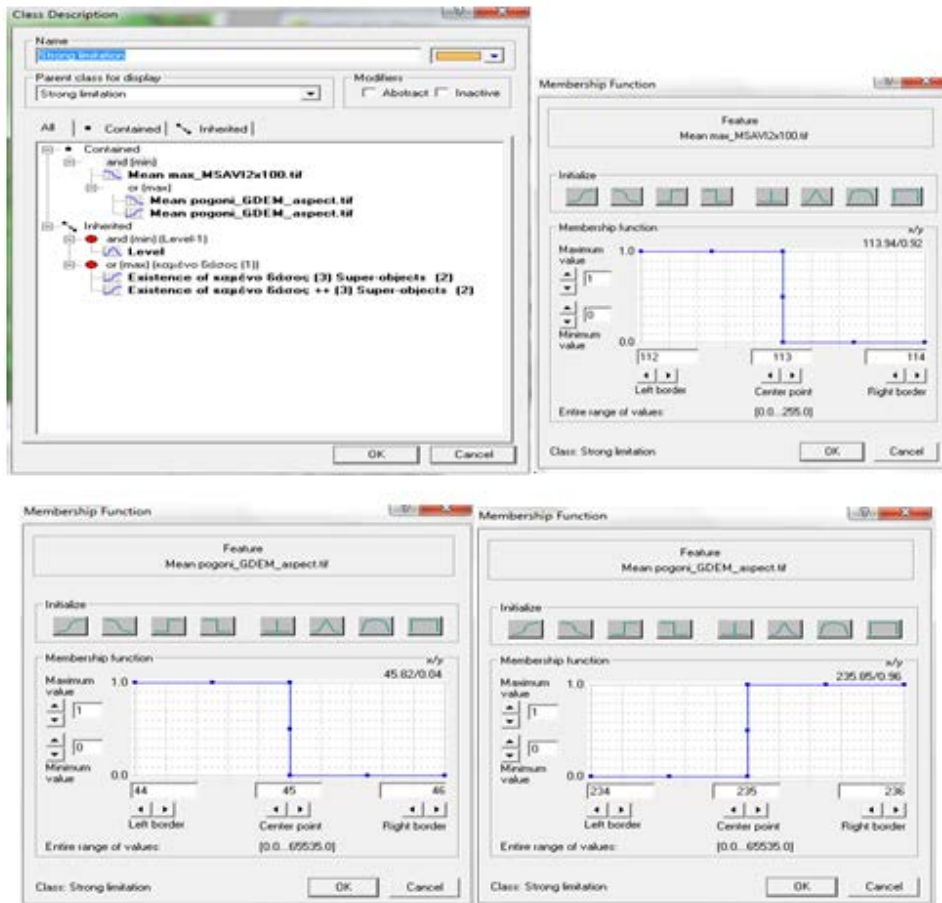 Class Description
Name
Strong limitation
Parent class for display
Strong limitation
Modifiers
Abstract Inactive
All Contained Inherited
Contained
and (min)
Mean max_MSAVI2x100.tif
or (max)
Mean pogoni_GDEM_aspect.tif
Mean pogoni_GDEM_aspect.tif
Inherited
and (min) (Level-1)
Level
or (max) (καμένο δάσος (1))
Existence of καμένο δάσος (3) Super-objects (2)
Existence of καμένο δάσος ++ (3) Super-objects (2)
OK Cancel
Membership Function
Feature
Mean max_MSAVI2x100.tif
Initialize
Membership function
x/y
113.94/0.92
Maximum value
1.0
1
0
Minimum value
0.0
112 113 114
Left border Center point Right border
Entire range of values: [0.0...255.0]
Class: Strong limitation OK Cancel
Membership Function
Feature
Mean pogoni_GDEM_aspect.tif
Initialize
Membership function
x/y
45.82/0.04
Maximum value
1.0
1
0
Minimum value
0.0
44 45 46
Left border Center point Right border
Entire range of values: [0.0...65535.0]
Class: Strong limitation OK Cancel
Membership Function
Feature
Mean pogoni_GDEM_aspect.tif
Initialize
Membership function
x/y
235.85/0.96
Maximum value
1.0
1
0
Minimum value
0.0
234 235 236
Left border Center point Right border
Entire range of values: [0.0...65535.0]
Class: Strong limitation OK Cancel